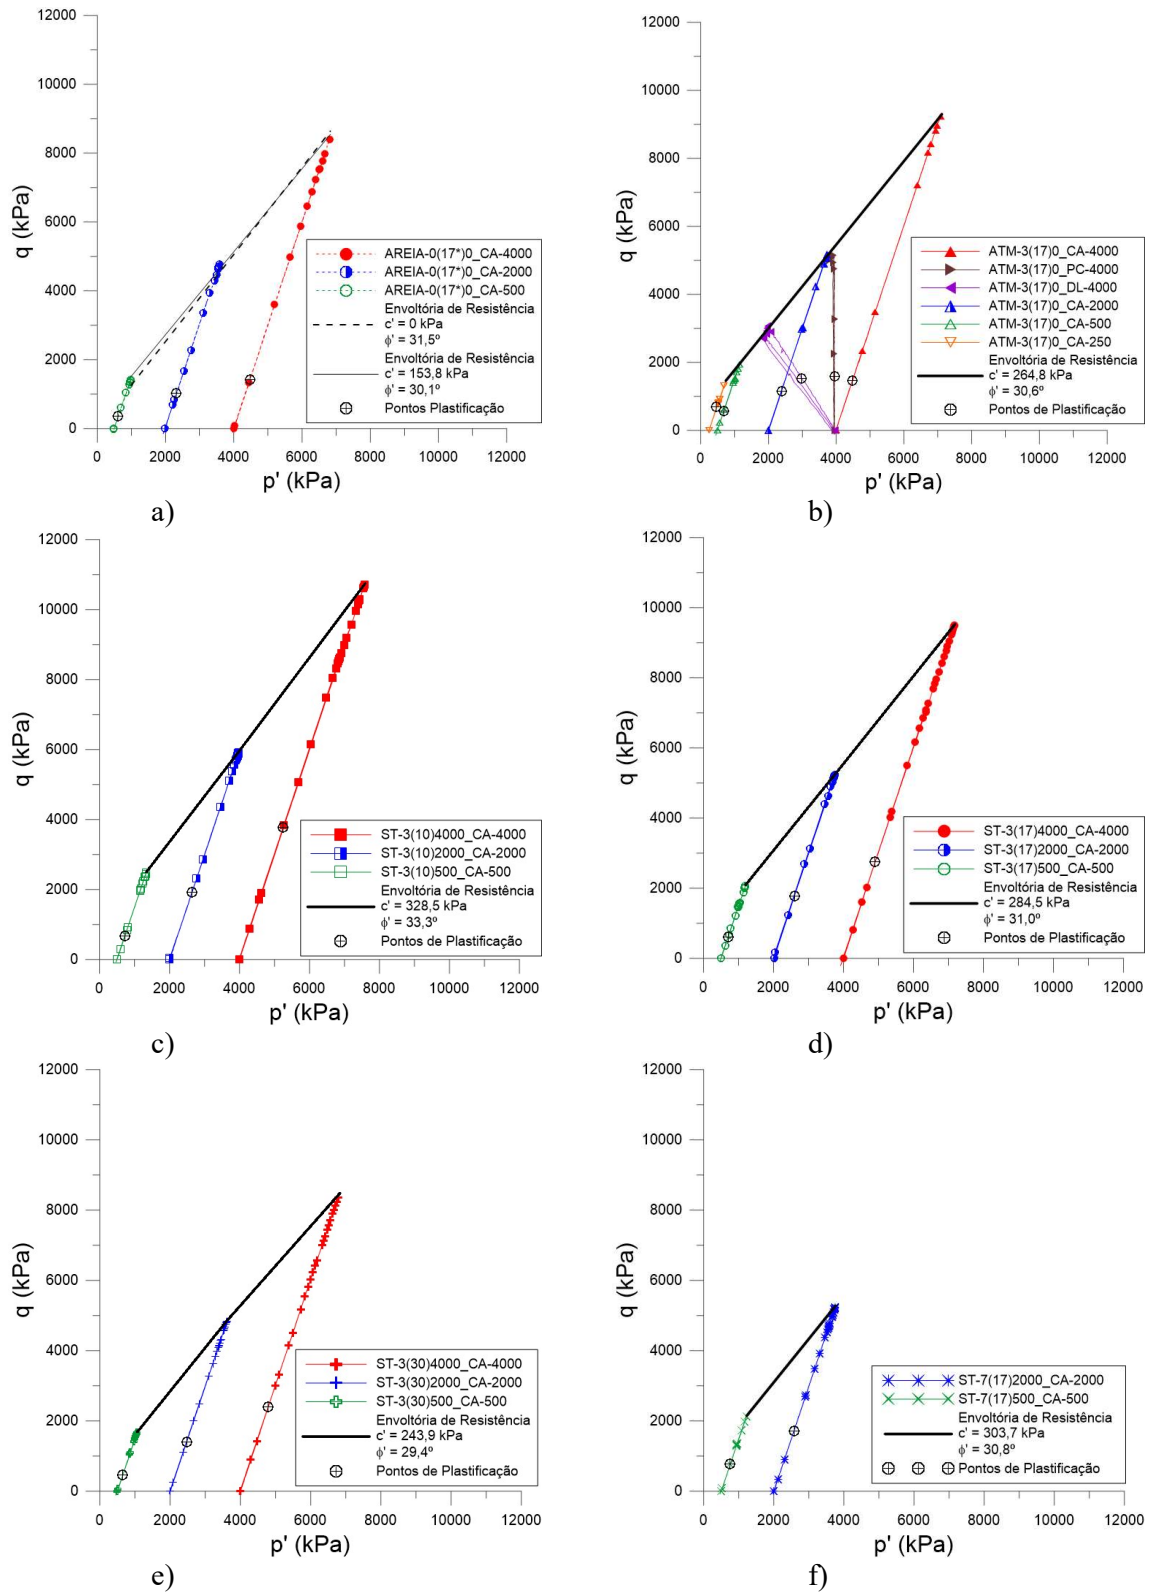 12000
10000
8000
6000
4000
2000
0
q (kPa)
AREIA-0(17*)0_CA-4000
AREIA-0(17*)0_CA-2000
AREIA-0(17*)0_CA-500
Envoltória de Resistência
c' = 0 kPa
ϕ' = 31,5º
Envoltória de Resistência
c' = 153,8 kPa
ϕ' = 30,1º
Pontos Plastificação
0 2000 4000 6000 8000 10000 12000
p' (kPa)
a)
12000
10000
8000
6000
4000
2000
0
q (kPa)
ATM-3(17)0_CA-4000
ATM-3(17)0_PC-4000
ATM-3(17)0_DL-4000
ATM-3(17)0_CA-2000
ATM-3(17)0_CA-500
ATM-3(17)0_CA-250
Envoltória de Resistência
c' = 264,8 kPa
ϕ' = 30,6º
Pontos Plastificação
0 2000 4000 6000 8000 10000 12000
p' (kPa)
b)
12000
10000
8000
6000
4000
2000
0
q (kPa)
ST-3(10)4000_CA-4000
ST-3(10)2000_CA-2000
ST-3(10)500_CA-500
Envoltória de Resistência
c' = 328,5 kPa
ϕ' = 33,3º
Pontos de Plastificação
0 2000 4000 6000 8000 10000 12000
p' (kPa)
c)
12000
10000
8000
6000
4000
2000
0
q (kPa)
ST-3(17)4000_CA-4000
ST-3(17)2000_CA-2000
ST-3(17)500_CA-500
Envoltória de Resistência
c' = 284,5 kPa
ϕ' = 31,0º
Pontos de Plastificação
0 2000 4000 6000 8000 10000 12000
p' (kPa)
d)
12000
10000
8000
6000
4000
2000
0
q (kPa)
ST-3(30)4000_CA-4000
ST-3(30)2000_CA-2000
ST-3(30)500_CA-500
Envoltória de Resistência
c' = 243,9 kPa
ϕ' = 29,4º
Pontos de Plastificação
0 2000 4000 6000 8000 10000 12000
p' (kPa)
e)
12000
10000
8000
6000
4000
2000
0
q (kPa)
ST-7(17)2000_CA-2000
ST-7(17)500_CA-500
Envoltória de Resistência
c' = 303,7 kPa
ϕ' = 30,8º
Pontos de Plastificação
0 2000 4000 6000 8000 10000 12000
p' (kPa)
f)